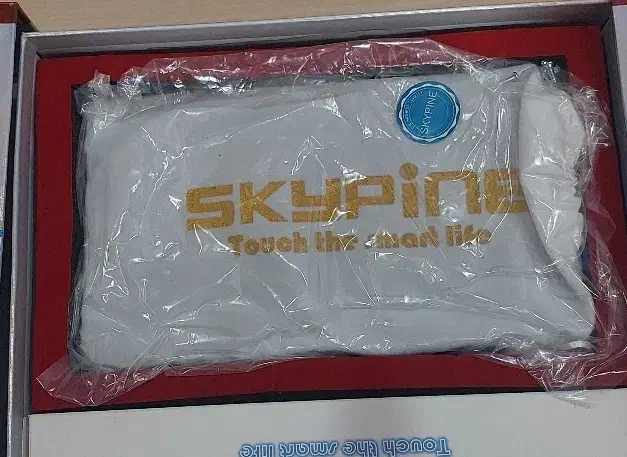 SKYPINE
SKYPiNE
Touch the smart life
Touch the smart life